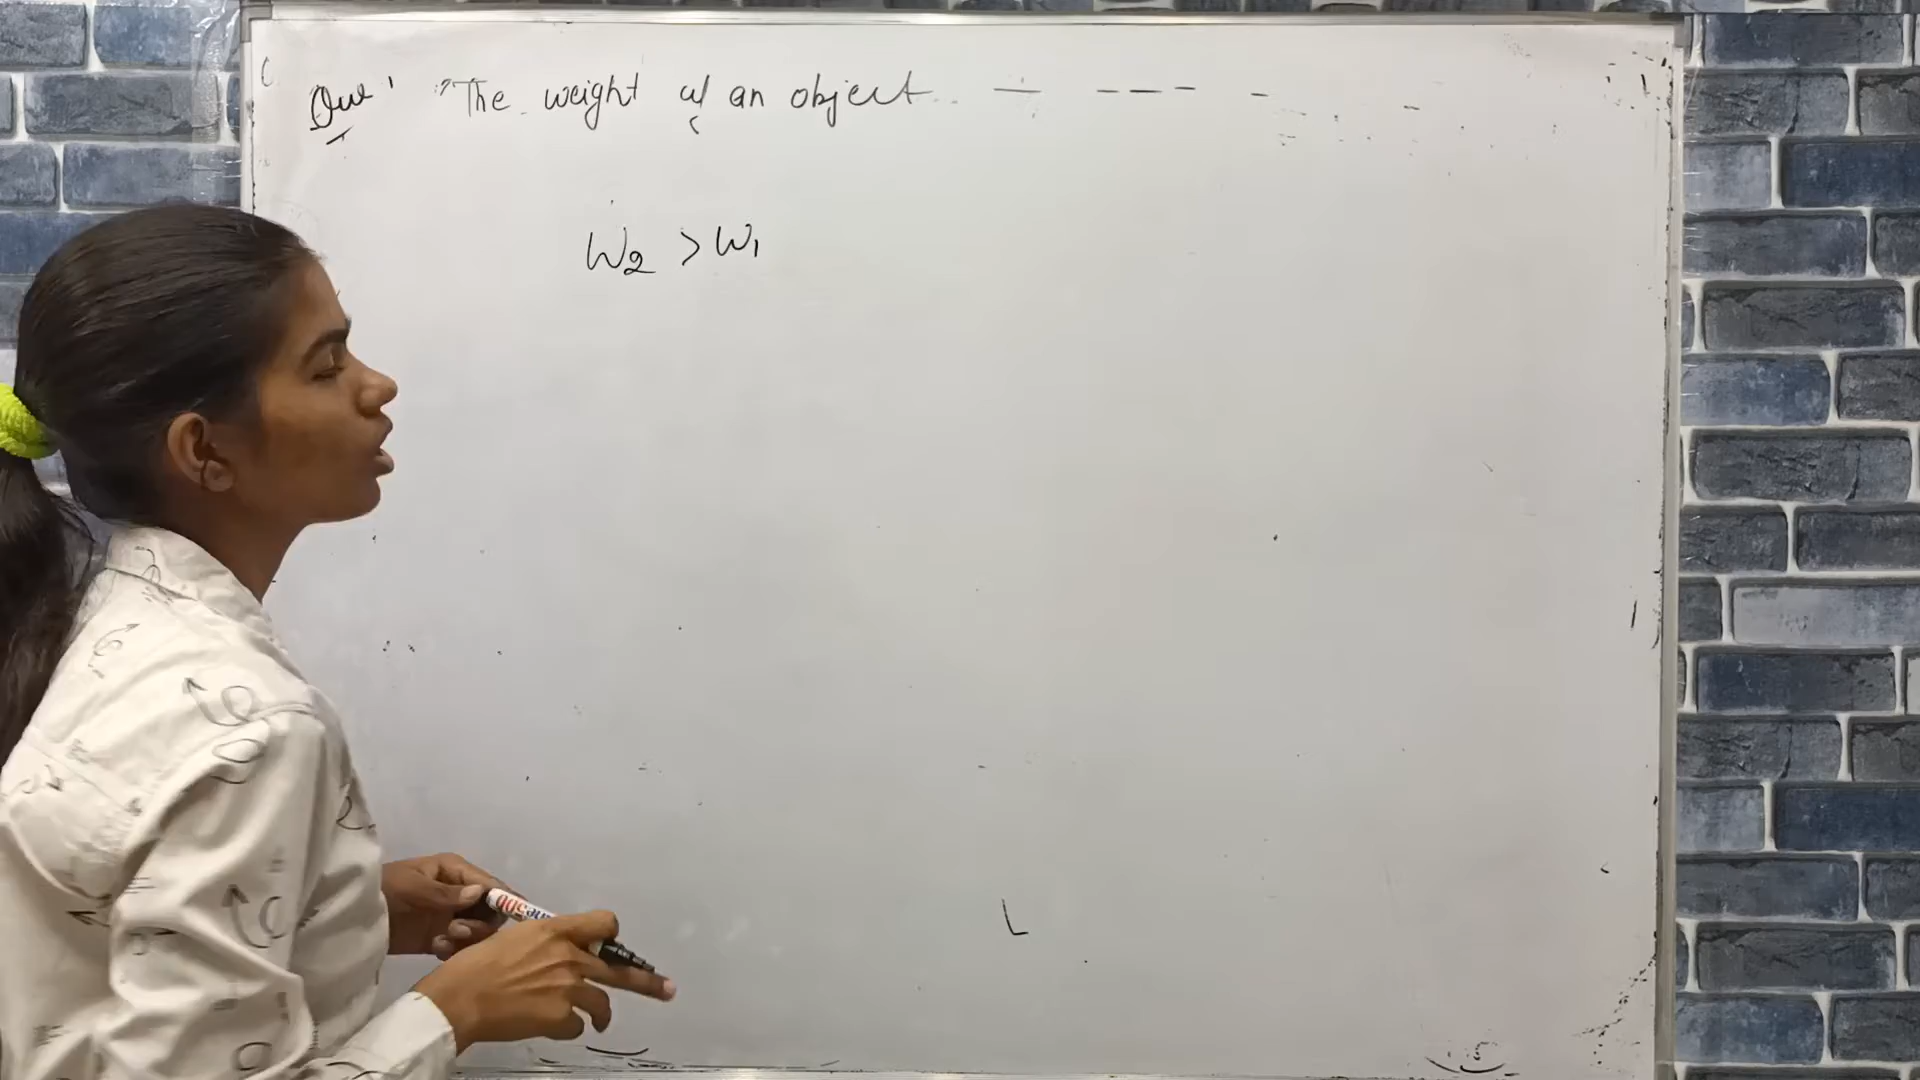 Que' "The weight of an object — - - - - -
W2 > W1
L